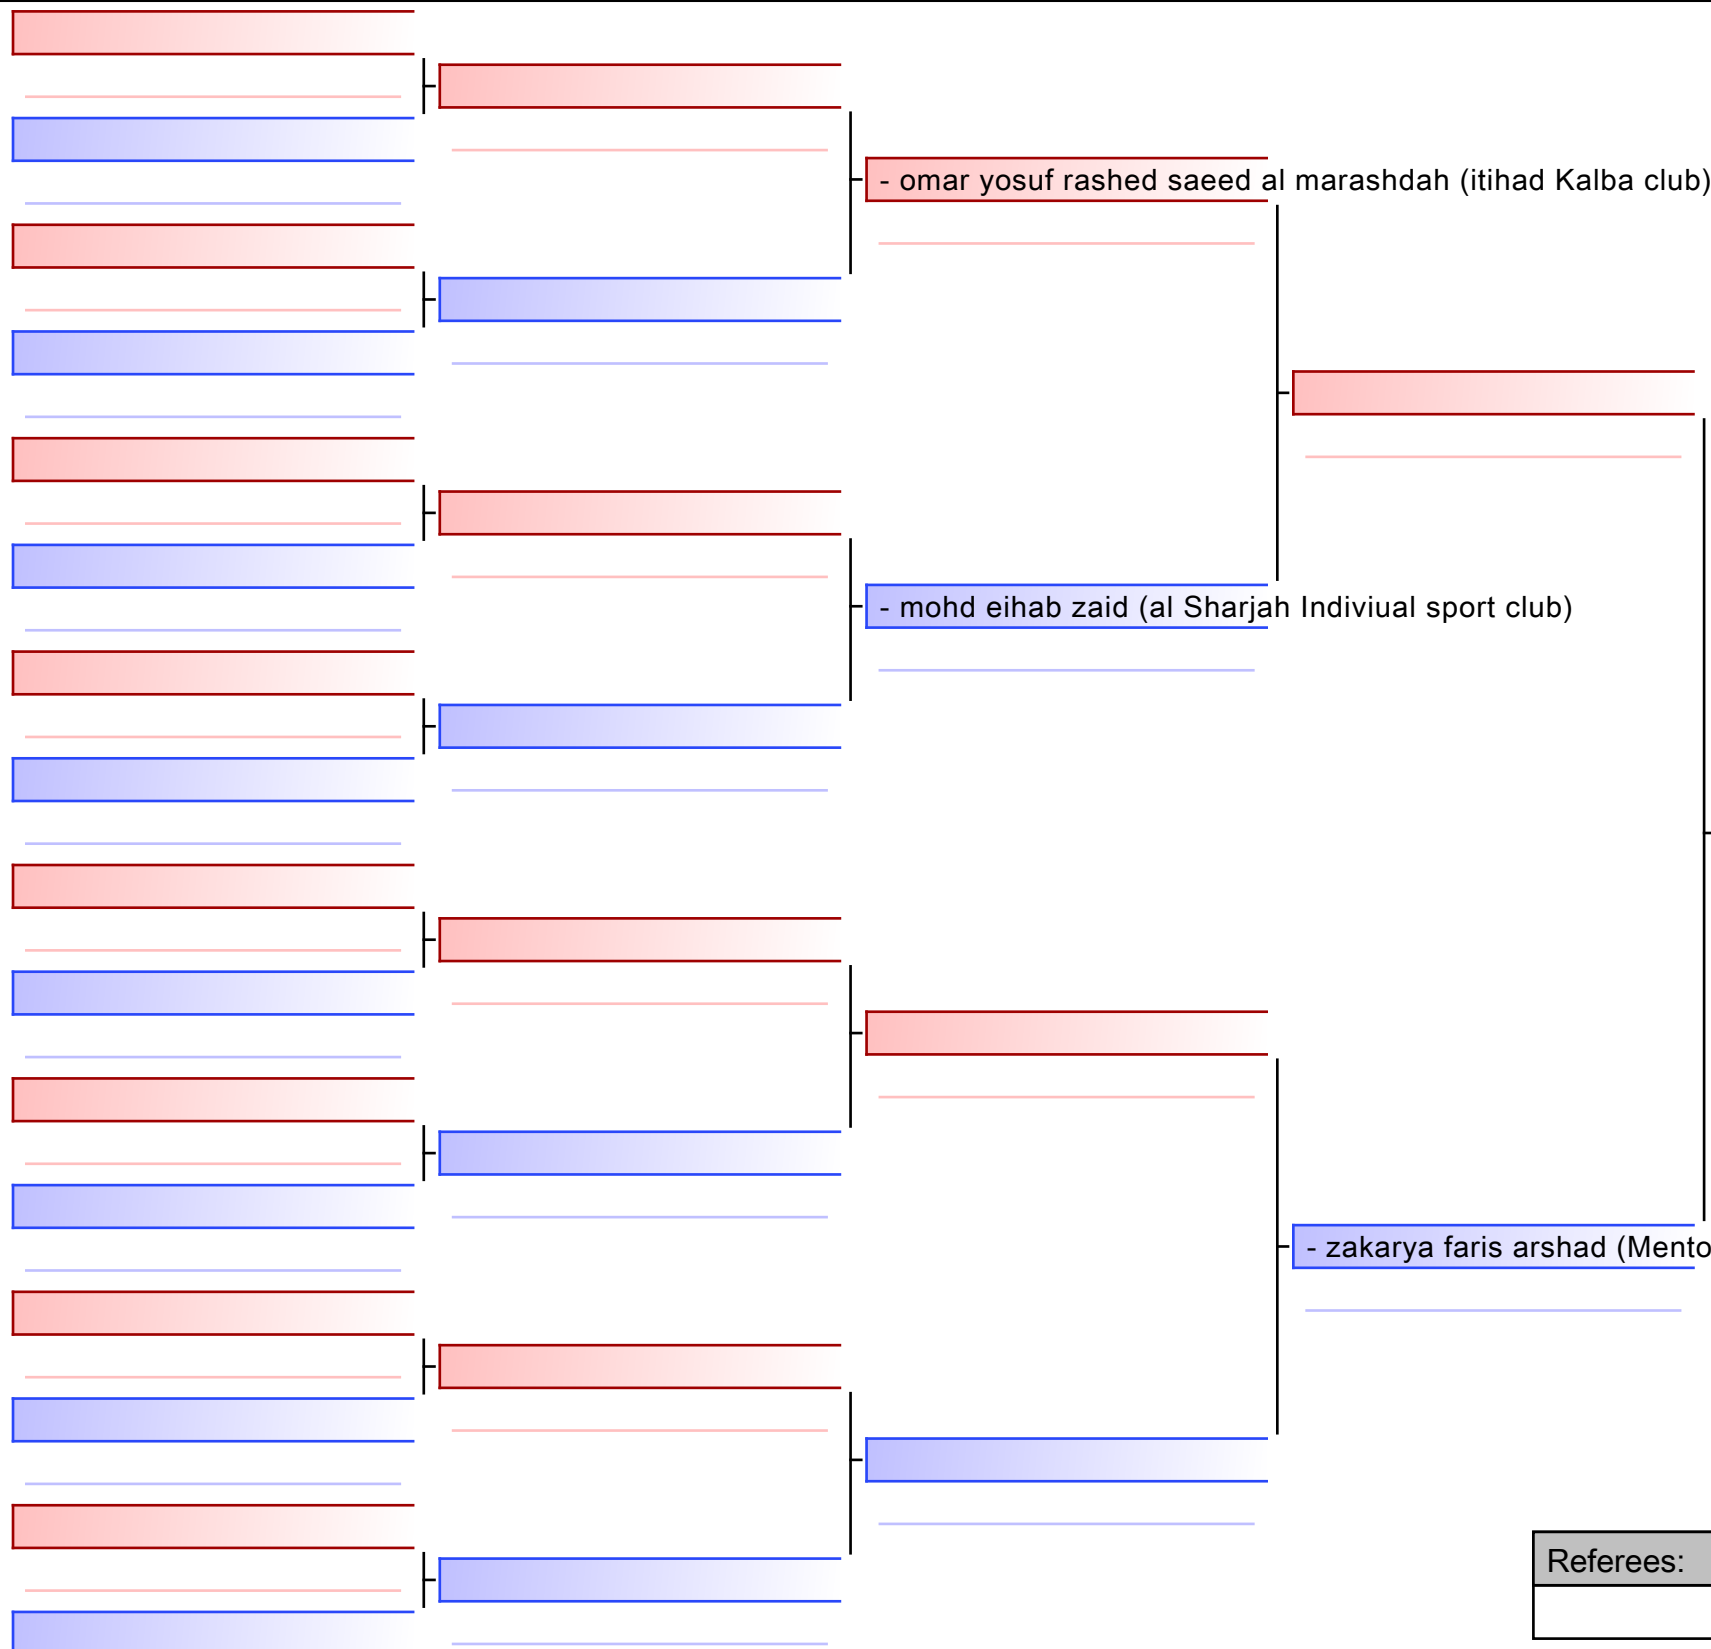 - omar yosuf rashed saeed al marashdah (itihad Kalba club)
- mohd eihab zaid (al Sharjah Indiviual sport club)
- zakarya faris arshad (Mento
Referees: